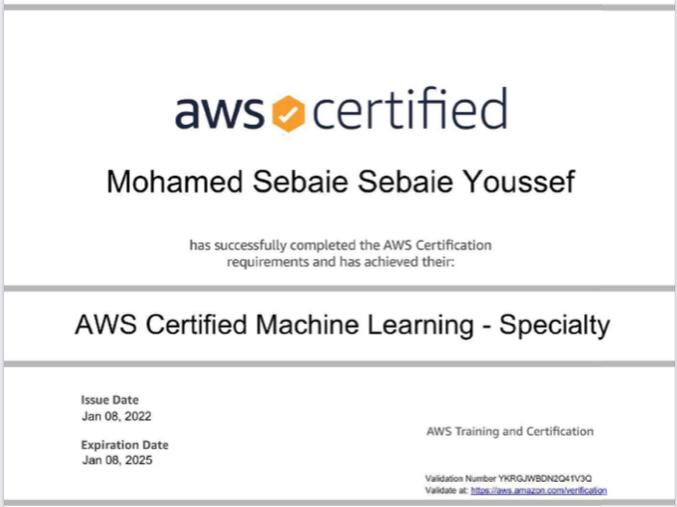 aws certified
Mohamed Sebaie Sebaie Youssef
has successfully completed the AWS Certification
requirements and has achieved their:
AWS Certified Machine Learning - Specialty
Issue Date
Jan 08, 2022
Expiration Date
Jan 08, 2025
AWS Training and Certification
Validation Number YKRGJWBDN2Q41V3Q
Validate at: https://aws.amazon.com/verification